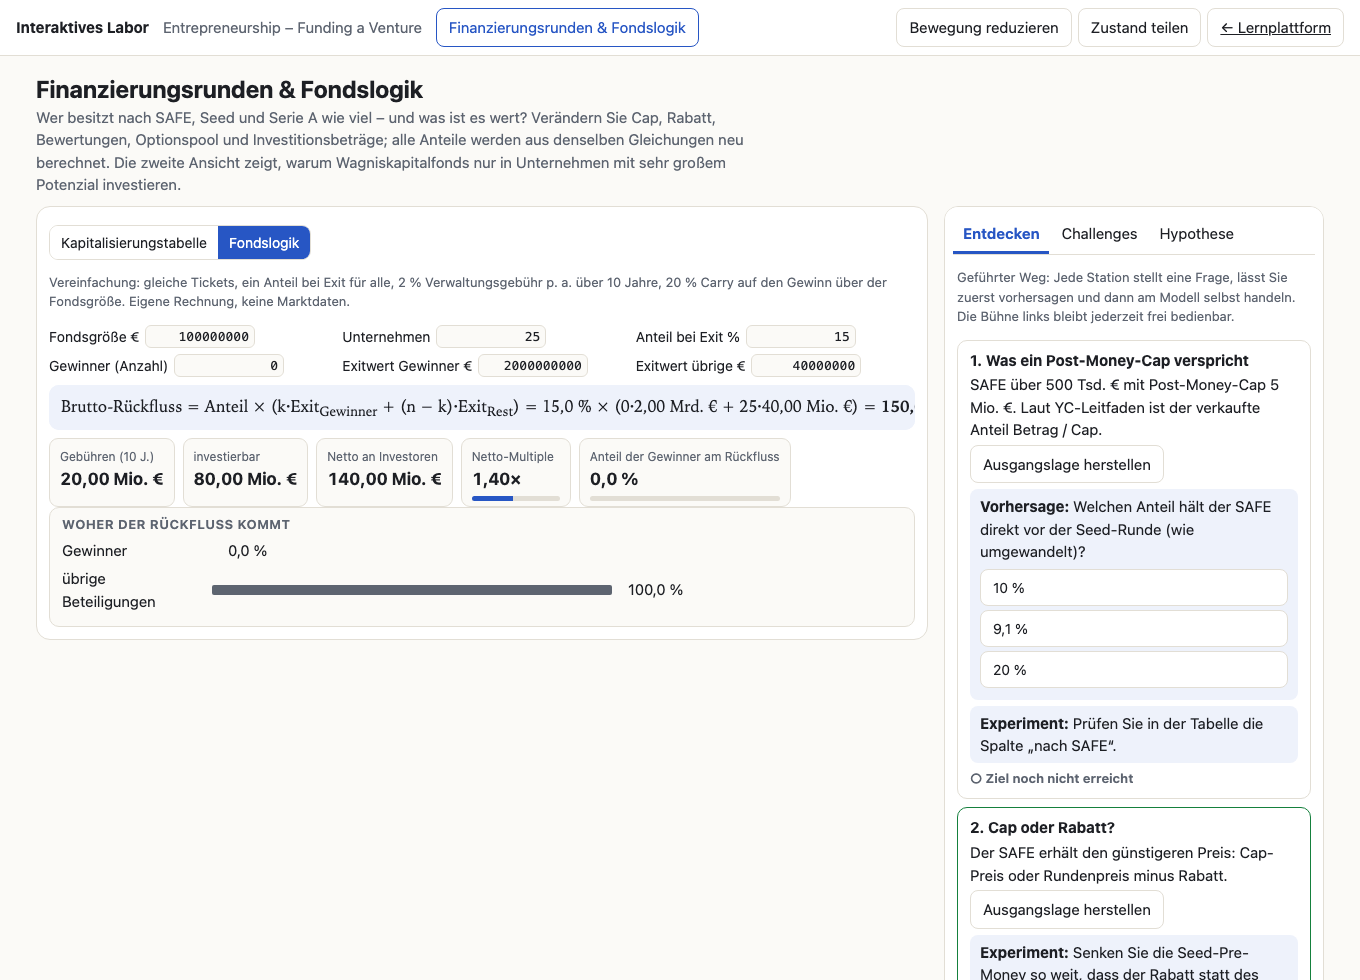 Interaktives Labor Entrepreneurship – Funding a Venture Finanzierungsrunden & Fondslogik Bewegung reduzieren Zustand teilen ← Lernplattform
Finanzierungsrunden & Fondslogik
Wer besitzt nach SAFE, Seed und Serie A wie viel – und was ist es wert? Verändern Sie Cap, Rabatt,
Bewertungen, Optionspool und Investitionsbeträge; alle Anteile werden aus denselben Gleichungen neu
berechnet. Die zweite Ansicht zeigt, warum Wagniskapitalfonds nur in Unternehmen mit sehr großem
Potenzial investieren.
Kapitalisierungstabelle Fondslogik
Vereinfachung: gleiche Tickets, ein Anteil bei Exit für alle, 2 % Verwaltungsgebühr p. a. über 10 Jahre, 20 % Carry auf den Gewinn über der
Fondsgröße. Eigene Rechnung, keine Marktdaten.
Fondsgröße € 100000000 Unternehmen 25 Anteil bei Exit % 15
Gewinner (Anzahl) 0 Exitwert Gewinner € 2000000000 Exitwert übrige € 40000000
Brutto-Rückfluss = Anteil × (k·Exit_Gewinner + (n − k)·Exit_Rest) = 15,0 % × (0·2,00 Mrd. € + 25·40,00 Mio. €) = 150,
Gebühren (10 J.) investierbar Netto an Investoren Netto-Multiple Anteil der Gewinner am Rückfluss
20,00 Mio. € 80,00 Mio. € 140,00 Mio. € 1,40× 0,0 %
WOHER DER RÜCKFLUSS KOMMT
Gewinner 0,0 %
übrige
Beteiligungen 100,0 %
Entdecken Challenges Hypothese
Geführter Weg: Jede Station stellt eine Frage, lässt Sie
zuerst vorhersagen und dann am Modell selbst handeln.
Die Bühne links bleibt jederzeit frei bedienbar.
1. Was ein Post-Money-Cap verspricht
SAFE über 500 Tsd. € mit Post-Money-Cap 5
Mio. €. Laut YC-Leitfaden ist der verkaufte
Anteil Betrag / Cap.
Ausgangslage herstellen
Vorhersage: Welchen Anteil hält der SAFE
direkt vor der Seed-Runde (wie
umgewandelt)?
10 %
9,1 %
20 %
Experiment: Prüfen Sie in der Tabelle die
Spalte „nach SAFE“.
○ Ziel noch nicht erreicht
2. Cap oder Rabatt?
Der SAFE erhält den günstigeren Preis: Cap-
Preis oder Rundenpreis minus Rabatt.
Ausgangslage herstellen
Experiment: Senken Sie die Seed-Pre-
Money so weit, dass der Rabatt statt des